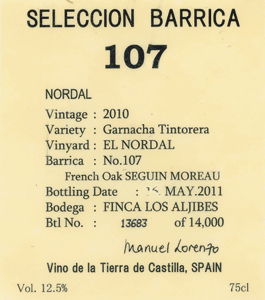 SELECCION BARRICA
107
NORDAL
Vintage : 2010
Variety : Garnacha Tintorera
Vinyard : EL NORDAL
Barrica : No.107
French Oak SEGUIN MOREAU
Bottling Date : MAY.2011
Bodega : FINCA LOS ALJIBES
Btl No. : 13683 of 14,000
Manuel Lorenzo
Vino de la Tierra de Castilla, SPAIN
Vol. 12.5% 75cl